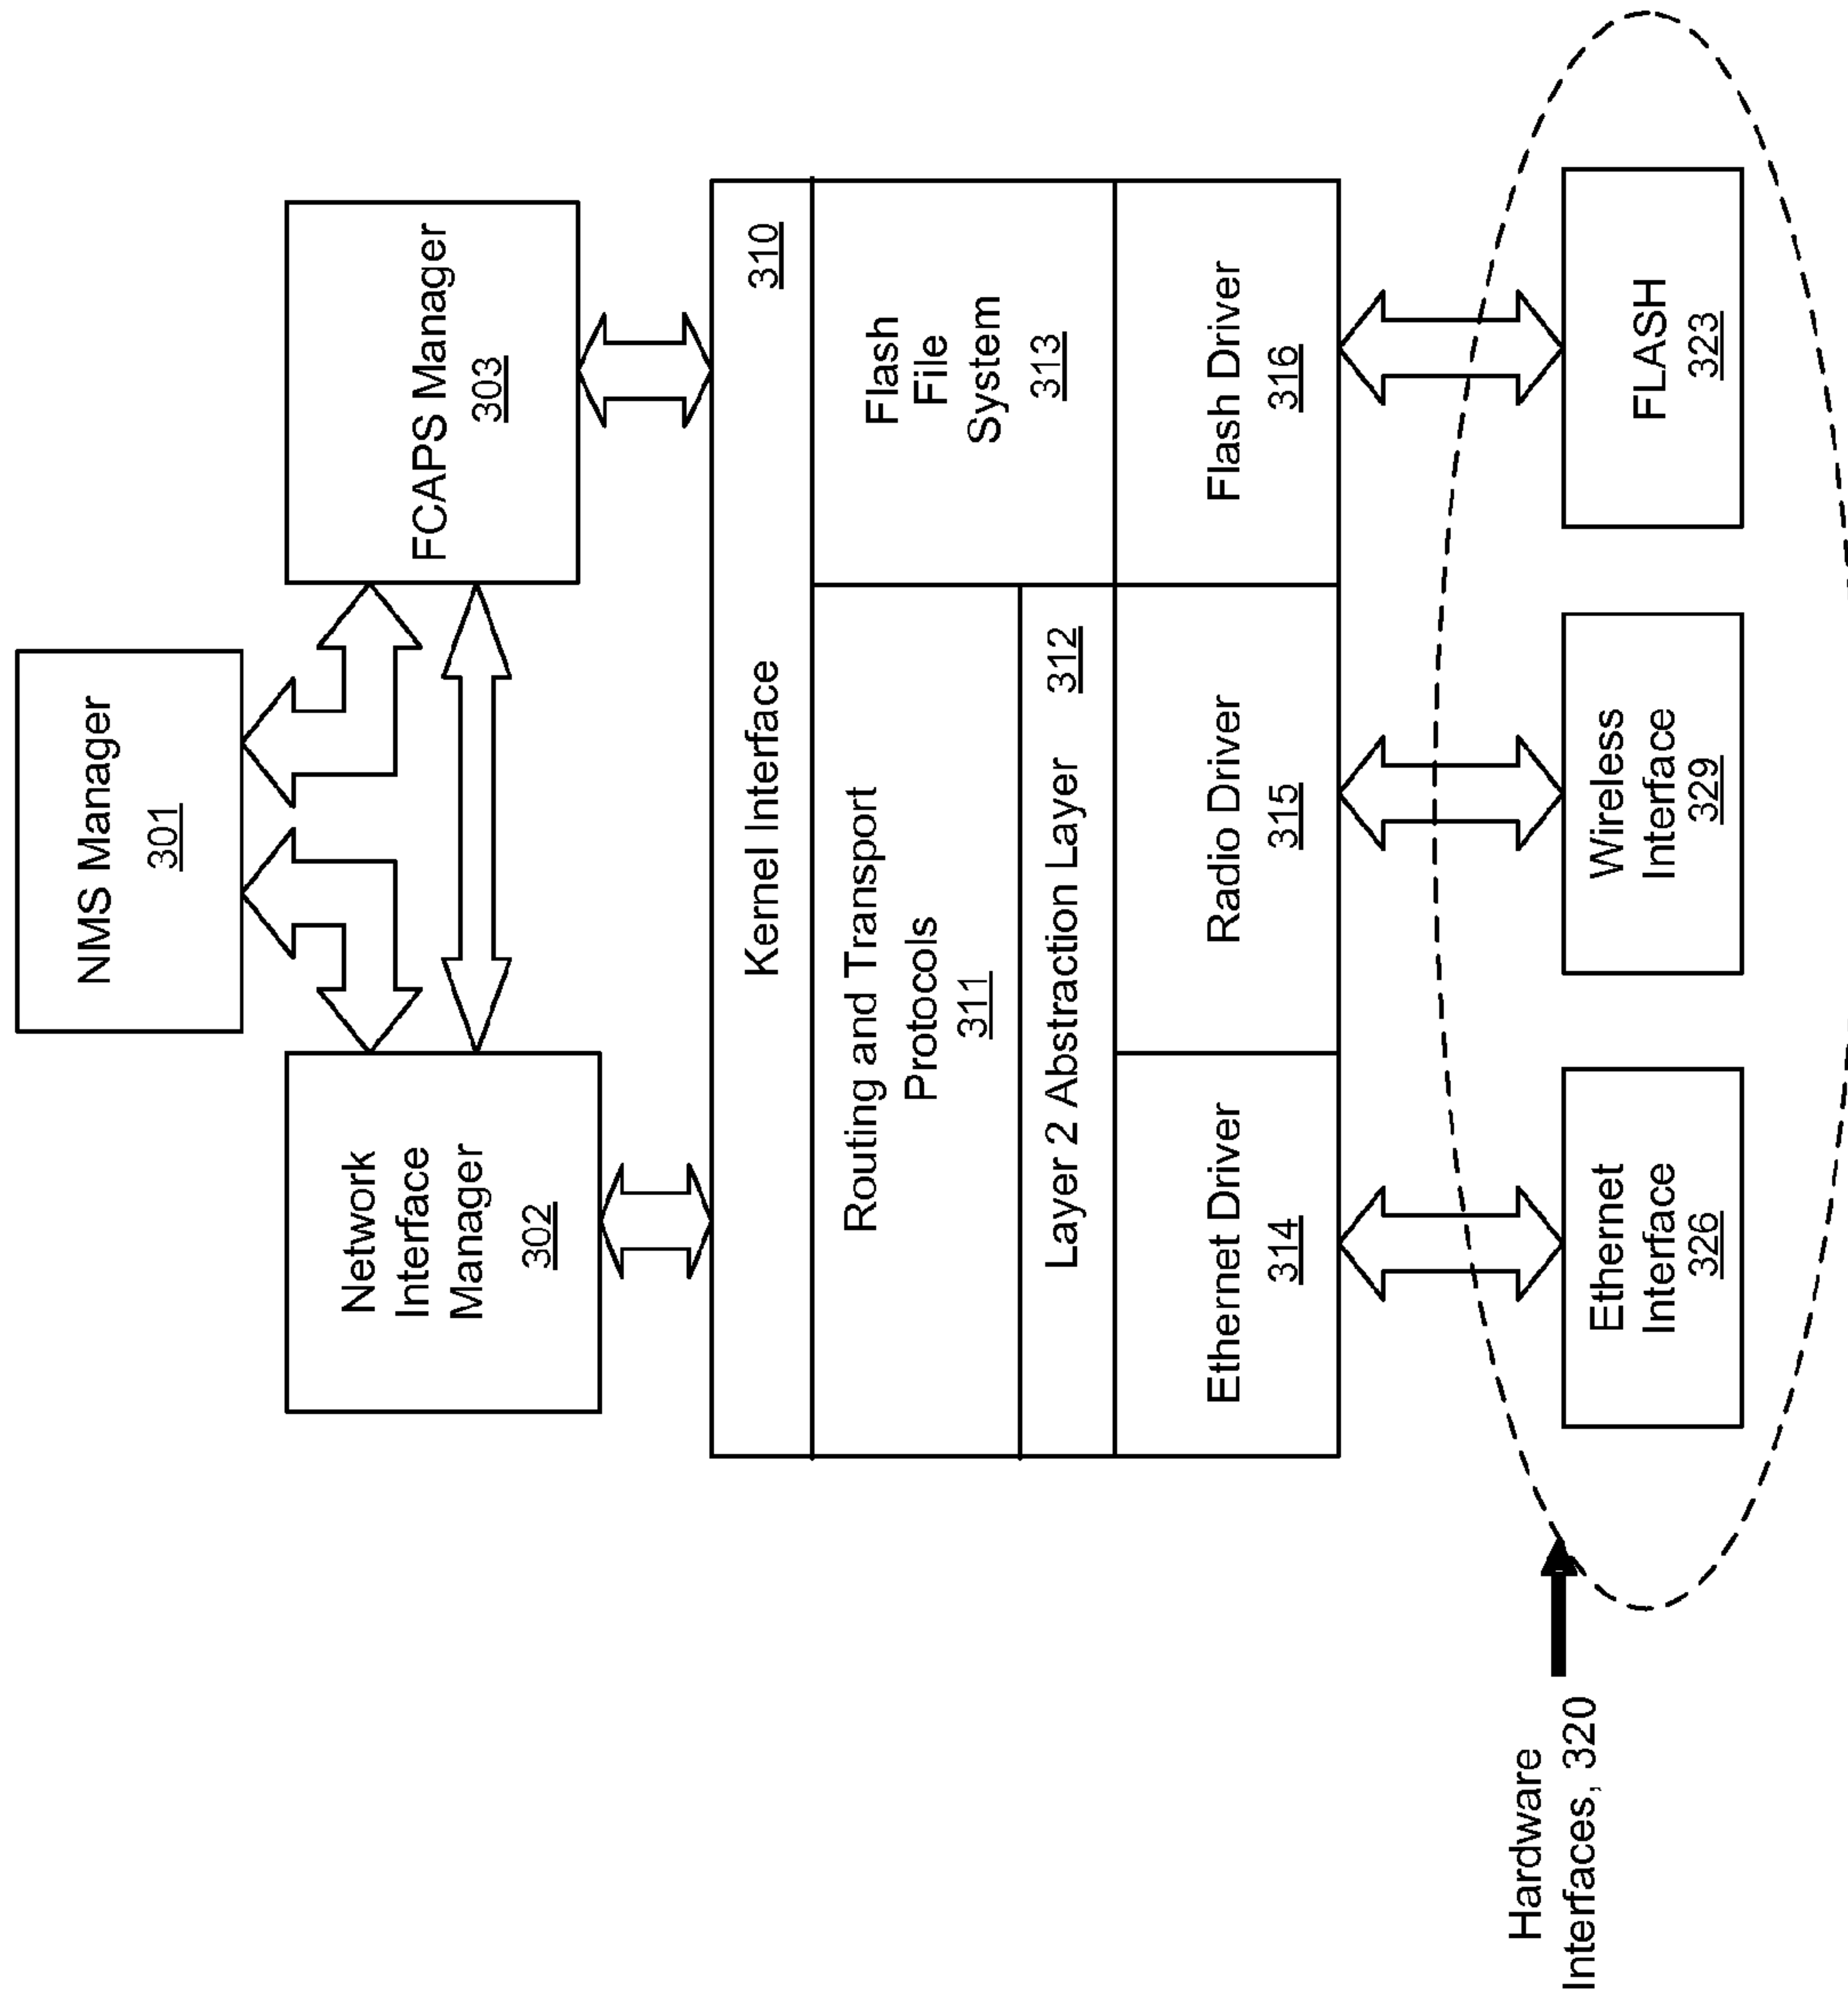 NMS Manager
301
Network
Interface
Manager
302
FCAPS Manager
303
Kernel Interface 310
Routing and Transport
Protocols
311
Flash
File
System
313
Layer 2 Abstraction Layer 312
Ethernet Driver
314
Radio Driver
315
Flash Driver
316
Hardware
Interfaces, 320
Ethernet
Interface
326
Wireless
Interface
329
FLASH
323